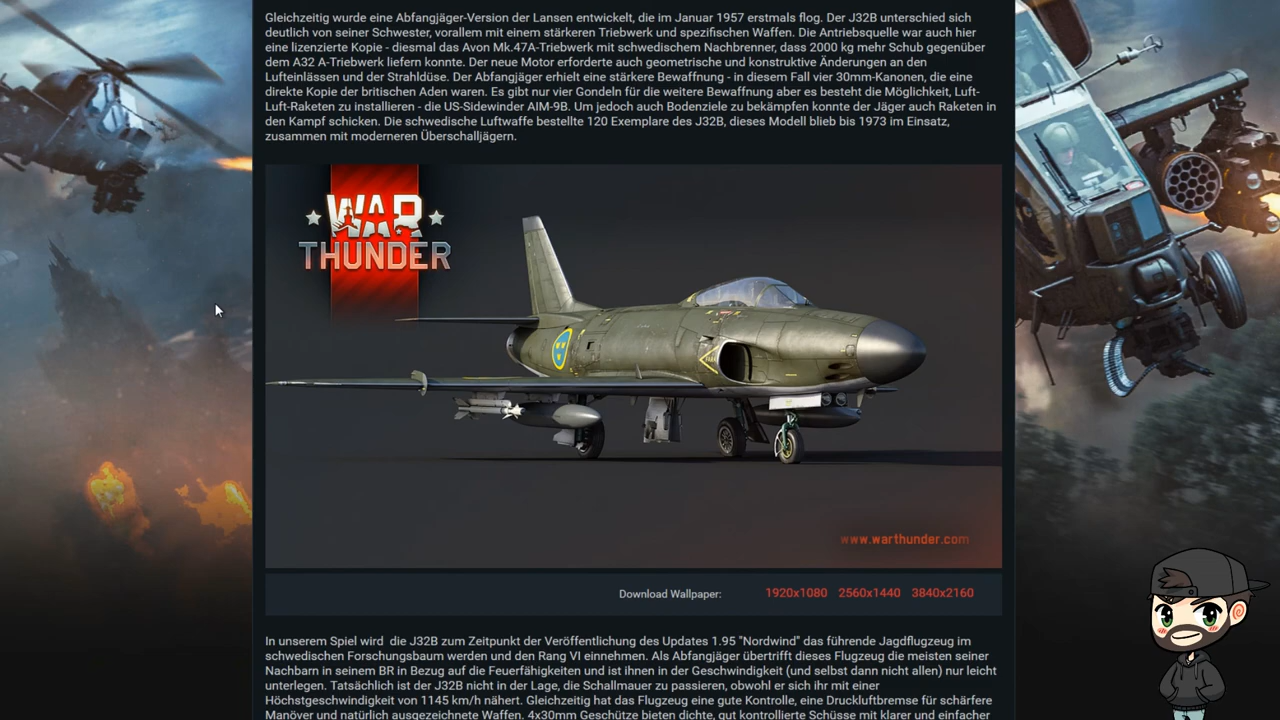 Gleichzeitig wurde eine Abfangjäger-Version der Lansen entwickelt, die im Januar 1957 erstmals flog. Der J32B unterschied sich
deutlich von seiner Schwester, vorallem mit einem stärkeren Triebwerk und spezifischen Waffen. Die Antriebsquelle war auch hier
eine lizenzierte Kopie - diesmal das Avon Mk.47A-Triebwerk mit schwedischem Nachbrenner, dass 2000 kg mehr Schub gegenüber
dem A32 A-Triebwerk liefern konnte. Der neue Motor erforderte auch geometrische und konstruktive Änderungen an den
Lufteinlässen und der Strahldüse. Der Abfangjäger erhielt eine stärkere Bewaffnung - in diesem Fall vier 30mm-Kanonen, die eine
direkte Kopie der britischen Aden waren. Es gibt nur vier Gondeln für die weitere Bewaffnung aber es besteht die Möglichkeit, Luft-
Luft-Raketen zu installieren - die US-Sidewinder AIM-9B. Um jedoch auch Bodenziele zu bekämpfen konnte der Jäger auch Raketen in
den Kampf schicken. Die schwedische Luftwaffe bestellte 120 Exemplare des J32B, dieses Modell blieb bis 1973 im Einsatz,
zusammen mit moderneren Überschalljägern.
WAR
THUNDER
www.warthunder.com
Download Wallpaper: 1920x1080 2560x1440 3840x2160
In unserem Spiel wird die J32B zum Zeitpunkt der Veröffentlichung des Updates 1.95 "Nordwind" das führende Jagdflugzeug im
schwedischen Forschungsbaum werden und den Rang VI einnehmen. Als Abfangjäger übertrifft dieses Flugzeug die meisten seiner
Nachbarn in seinem BR in Bezug auf die Feuerfähigkeiten und ist ihnen in der Geschwindigkeit (und selbst dann nicht allen) nur leicht
unterlegen. Tatsächlich ist der J32B nicht in der Lage, die Schallmauer zu passieren, obwohl er sich ihr mit einer
Höchstgeschwindigkeit von 1145 km/h nähert. Gleichzeitig hat das Flugzeug eine gute Kontrolle, eine Druckluftbremse für schärfere
Manöver und natürlich ausgezeichnete Waffen. 4x30mm Geschütze bieten dichte, gut kontrollierte Schüsse mit klarer und einfacher